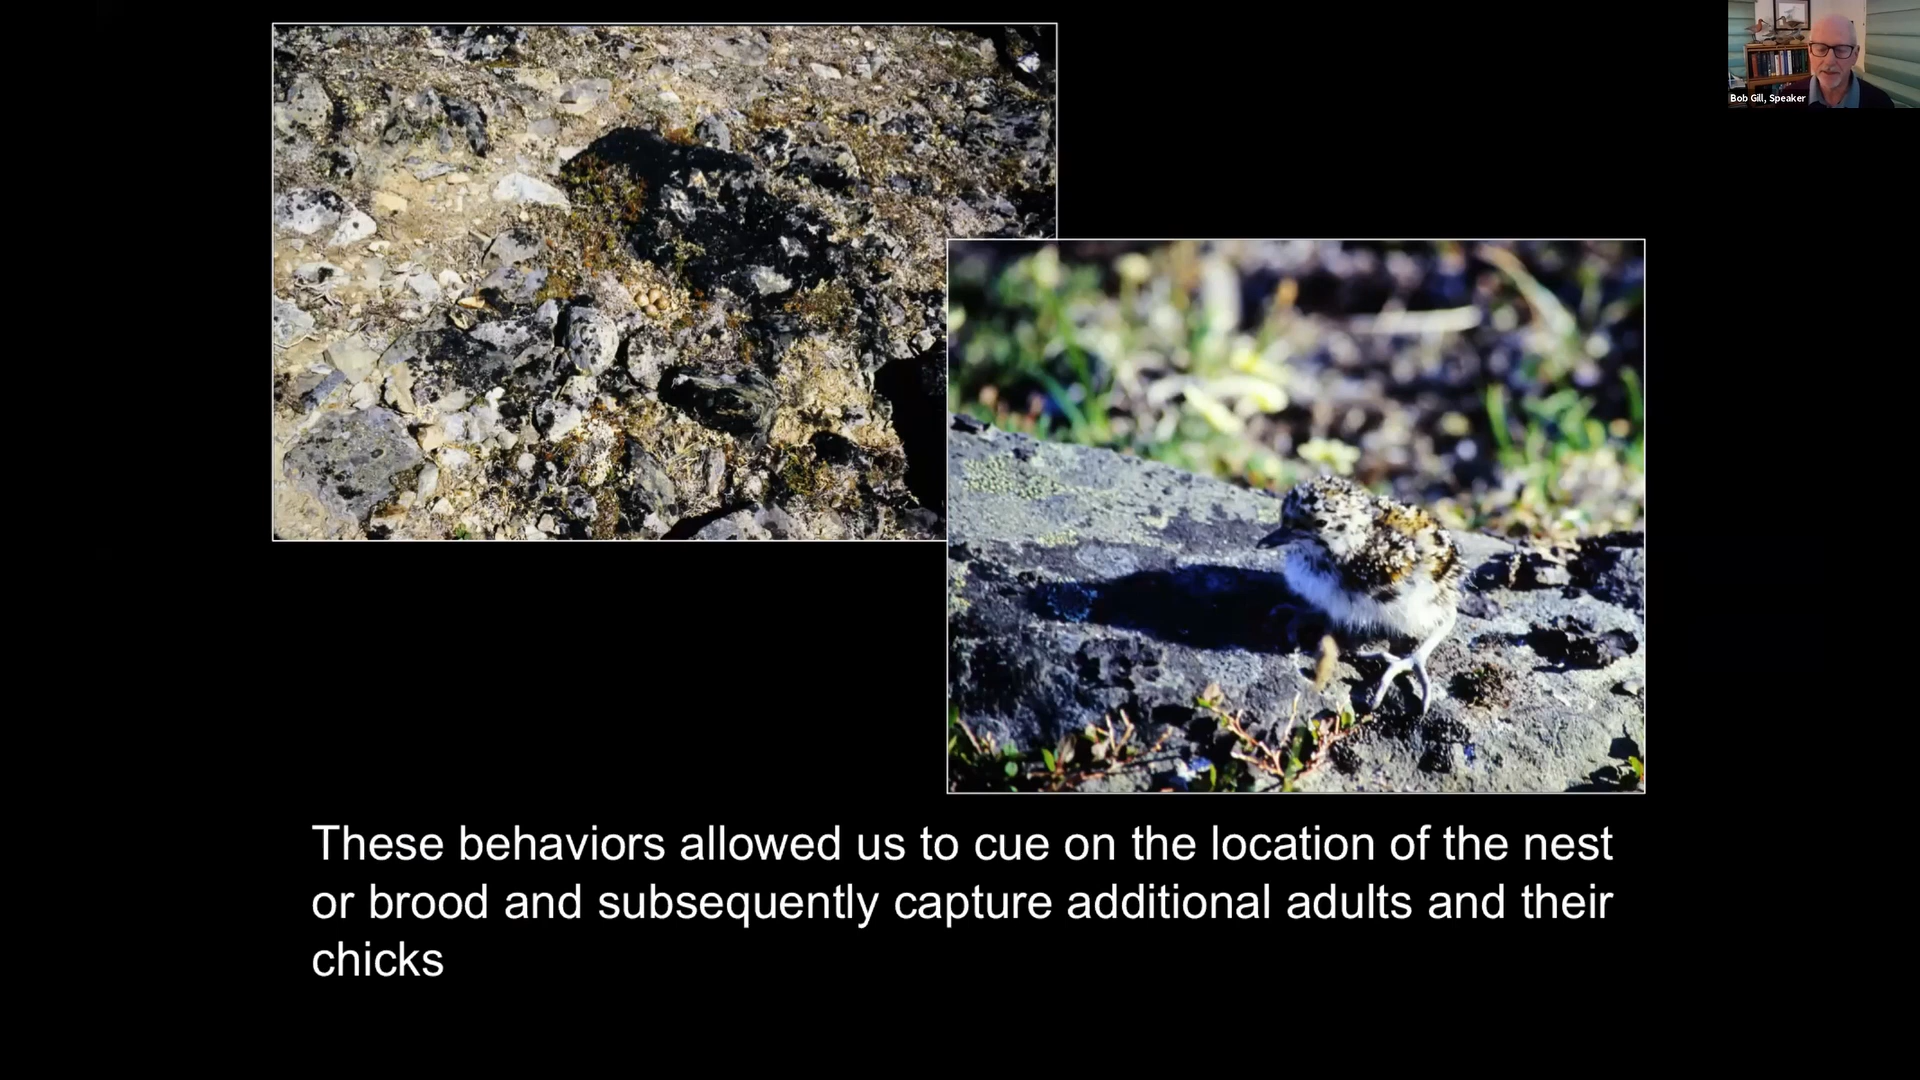 Bob Gill, Speaker
These behaviors allowed us to cue on the location of the nest
or brood and subsequently capture additional adults and their
chicks